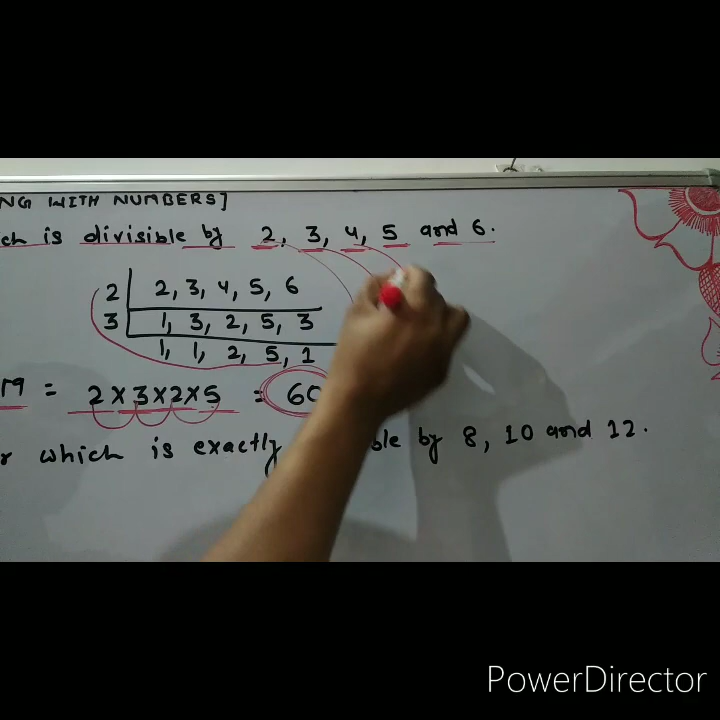 NG WITH NUMBERS]
ch is divisible by 2, 3, 4, 5 and 6.
2 | 2, 3, 4, 5, 6
3 | 1, 3, 2, 5, 3
1, 1, 2, 5, 1
= 2 × 3 × 2 × 5 = 60
which is exactly ble by 8, 10 and 12.
PowerDirector